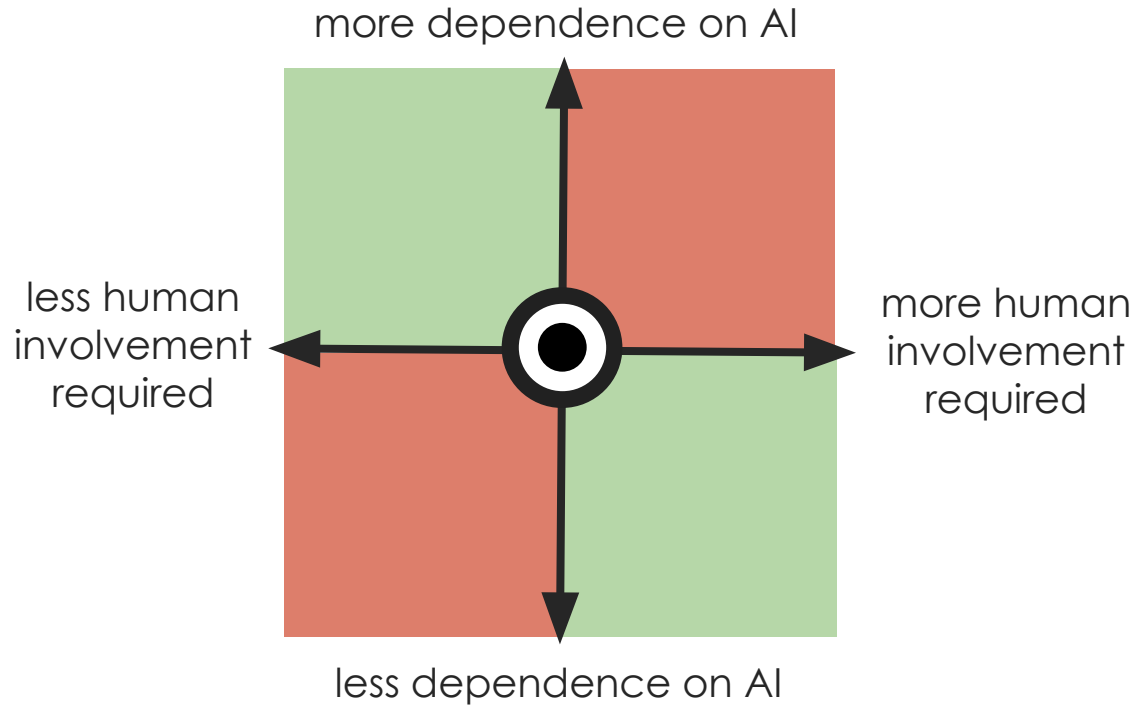 more dependence on AI
less human
involvement
required
more human
involvement
required
less dependence on AI